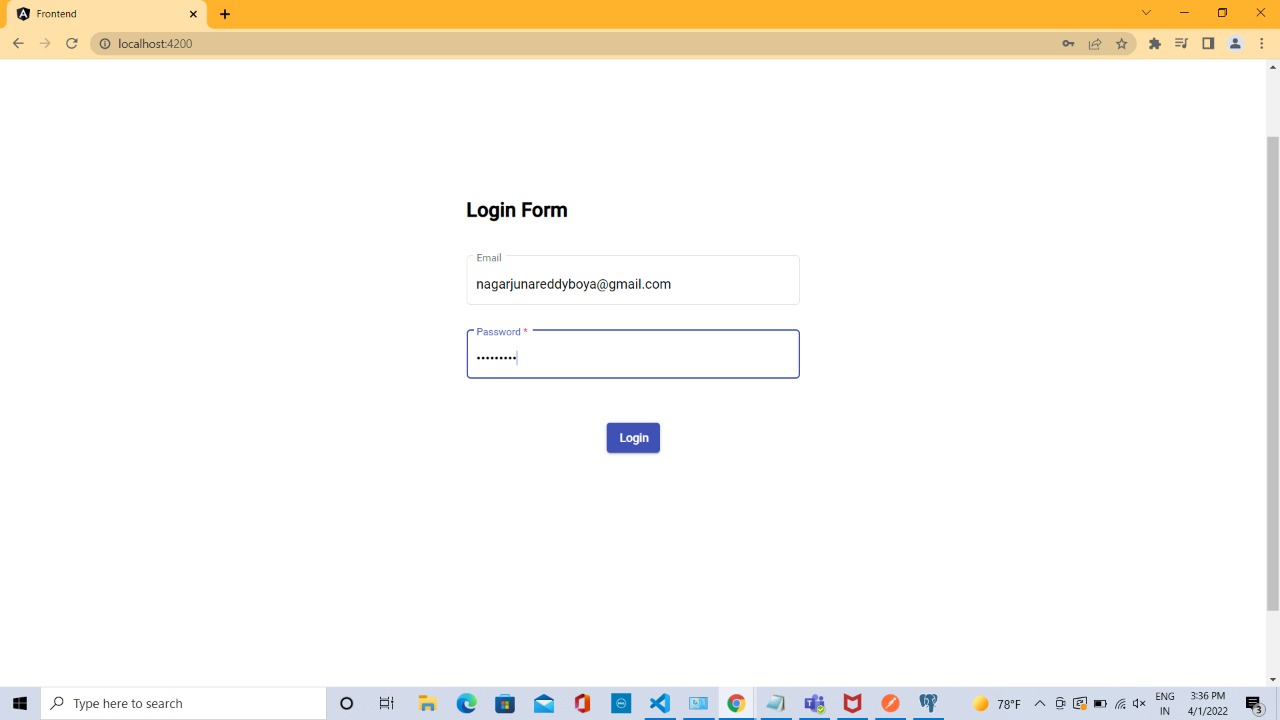 Frontend
localhost:4200
Login Form
Email
nagarjunareddyboya@gmail.com
Password *
•••••••••
Login
Type here to search
78°F
ENG
IN
3:36 PM
4/1/2022
3